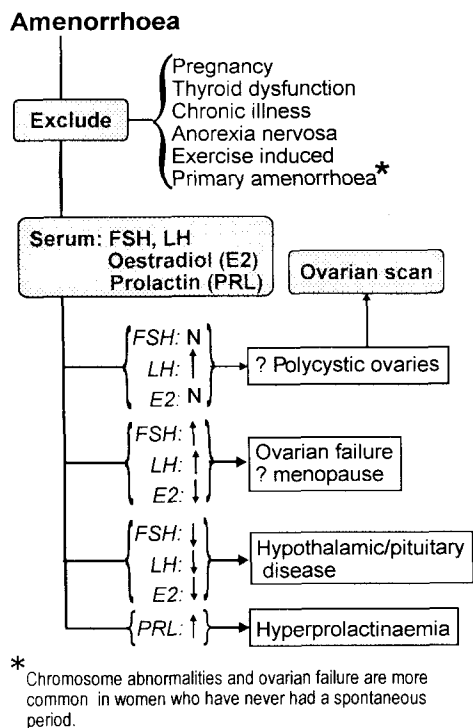 Amenorrhoea
Exclude
Pregnancy
Thyroid dysfunction
Chronic illness
Anorexia nervosa
Exercise induced
Primary amenorrhoea*
Serum: FSH, LH
Oestradiol (E2)
Prolactin (PRL)
Ovarian scan
FSH: N
LH: ↑
E2: N
? Polycystic ovaries
FSH: ↑
LH: ↑
E2: ↓
Ovarian failure
? menopause
FSH: ↓
LH: ↓
E2: ↓
Hypothalamic/pituitary
disease
PRL: ↑
Hyperprolactinaemia
* Chromosome abnormalities and ovarian failure are more
common in women who have never had a spontaneous
period.